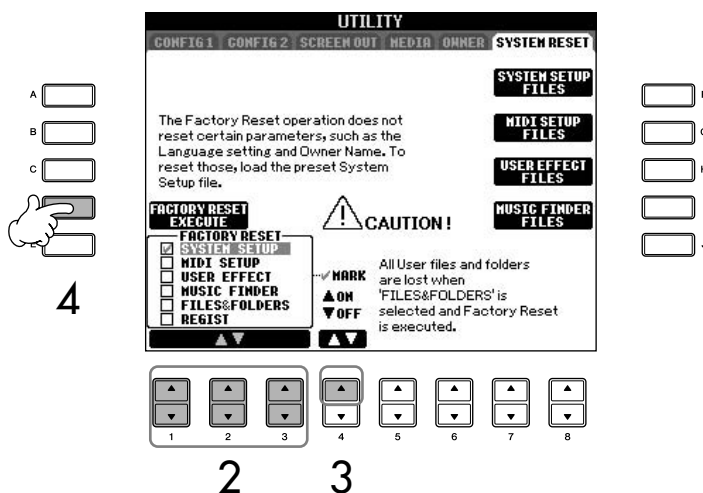 UTILITY
CONFIG 1 CONFIG 2 SCREEN OUT MEDIA OWNER SYSTEM RESET
SYSTEM SETUP
FILES
MIDI SETUP
FILES
USER EFFECT
FILES
MUSIC FINDER
FILES
The Factory Reset operation does not
reset certain parameters, such as the
Language setting and Owner Name. To
reset those, load the preset System
Setup file.
FACTORY RESET
EXECUTE
CAUTION !
FACTORY RESET
SYSTEM SETUP
MIDI SETUP
USER EFFECT
MUSIC FINDER
FILES&FOLDERS
REGIST
MARK
▲ON
▼OFF
All User files and folders
are lost when
'FILES&FOLDERS' is
selected and Factory Reset
is executed.
▲▼
▲▼
A
B
C
4
1 2 3 4 5 6 7 8
2 3